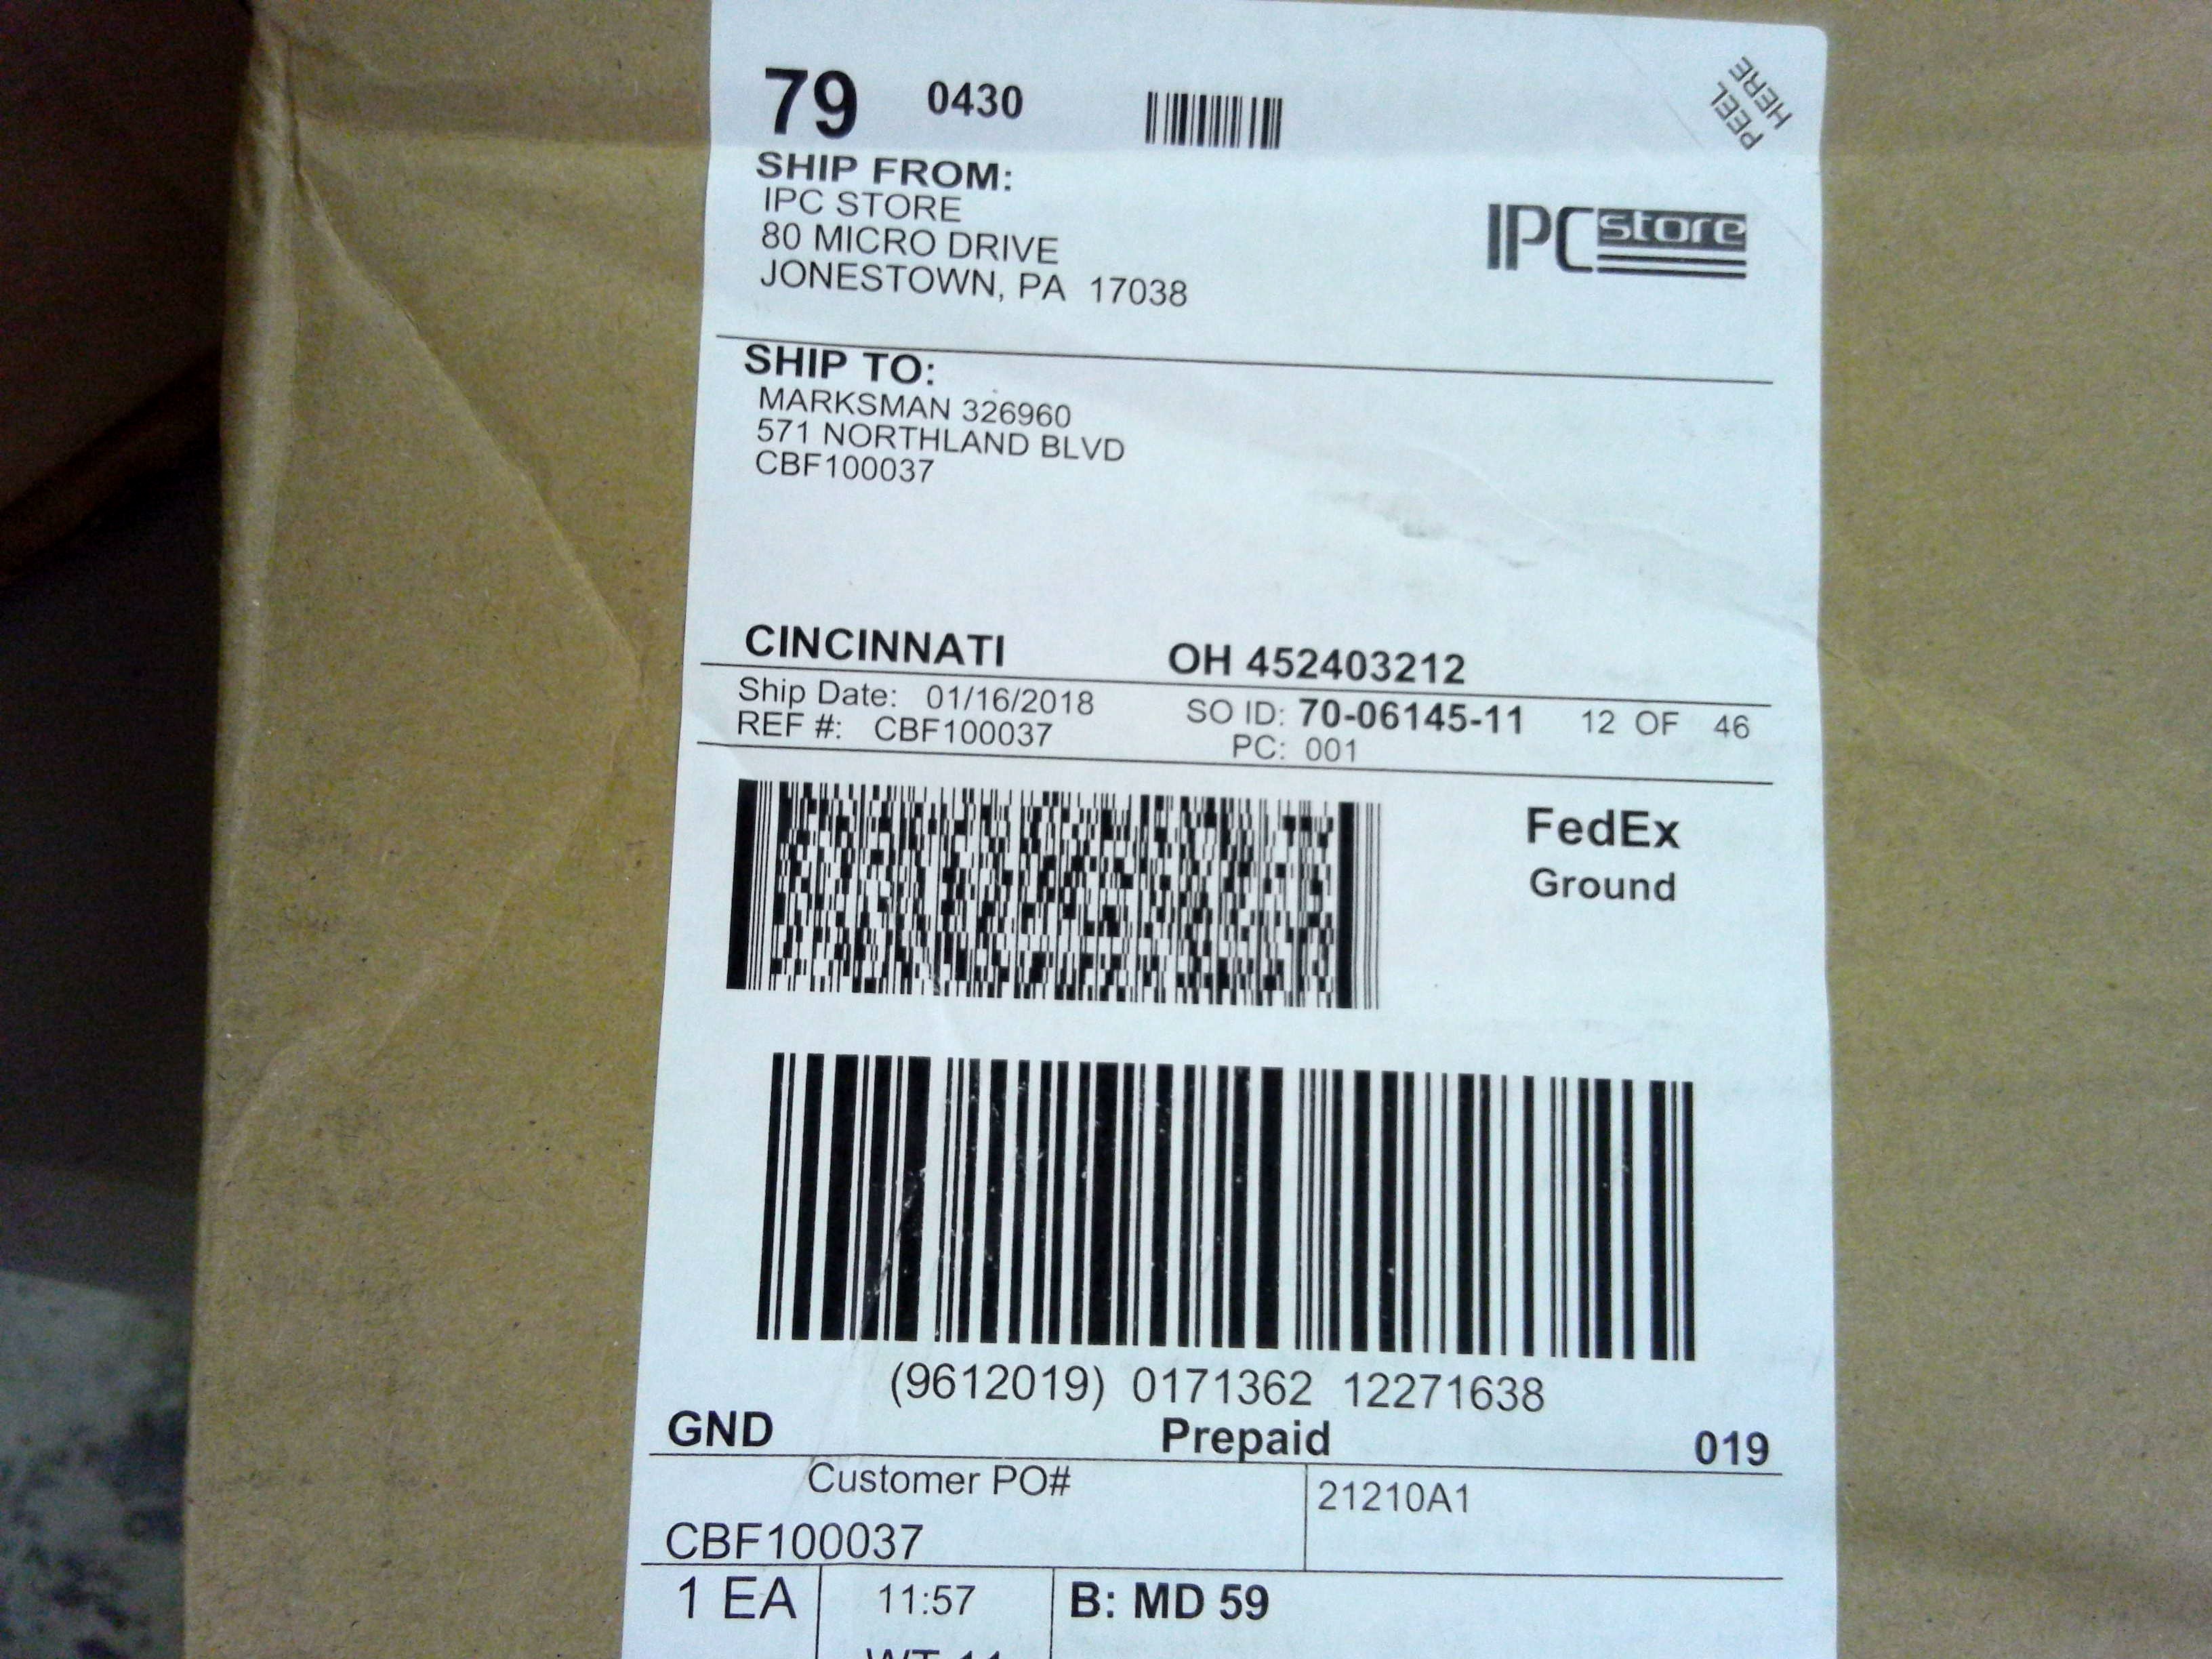 79 0430
PEEL
HERE
SHIP FROM:
IPC STORE
80 MICRO DRIVE
JONESTOWN, PA 17038
IPC store
SHIP TO:
MARKSMAN 326960
571 NORTHLAND BLVD
CBF100037
CINCINNATI OH 452403212
Ship Date: 01/16/2018 SO ID: 70-06145-11 12 OF 46
REF #: CBF100037 PC: 001
FedEx
Ground
(9612019) 0171362 12271638
GND Prepaid 019
Customer PO# 21210A1
CBF100037
1 EA 11:57 B: MD 59